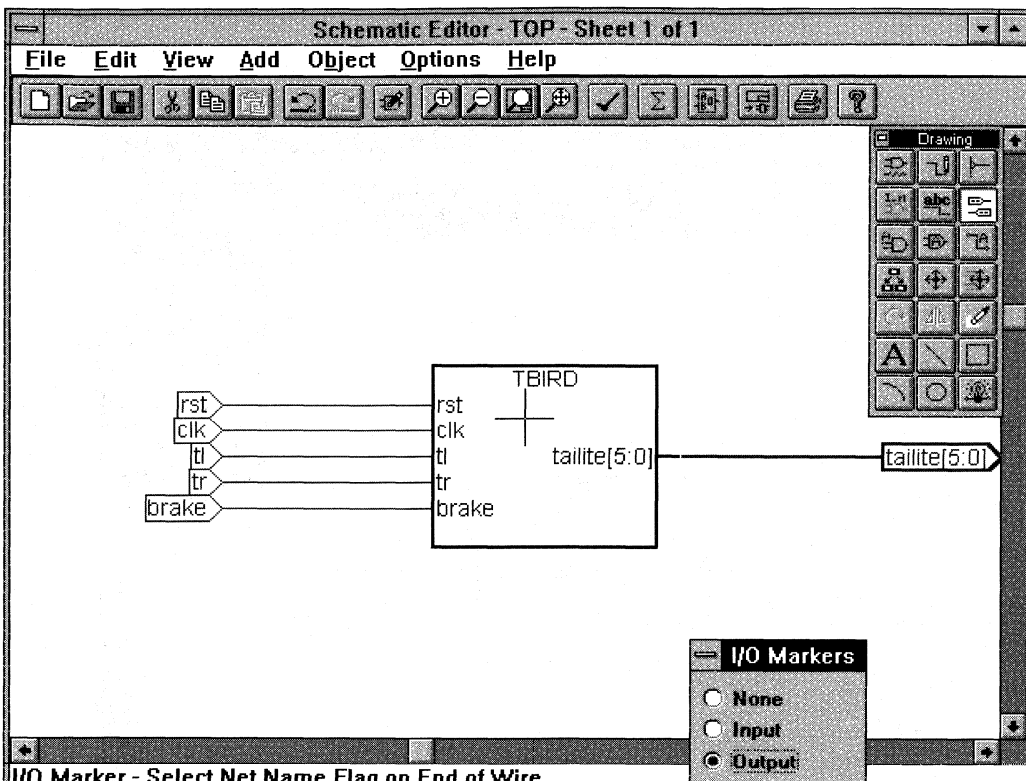 Schematic Editor - TOP - Sheet 1 of 1
File Edit View Add Object Options Help
Drawing
1..n
abc
A
TBIRD
rst
rst
clk
clk
tl
tl
tailite[5:0]
tailite[5:0]
tr
tr
brake
brake
I/O Markers
None
Input
Output
I/O Marker - Select Net Name Flag on End of Wire